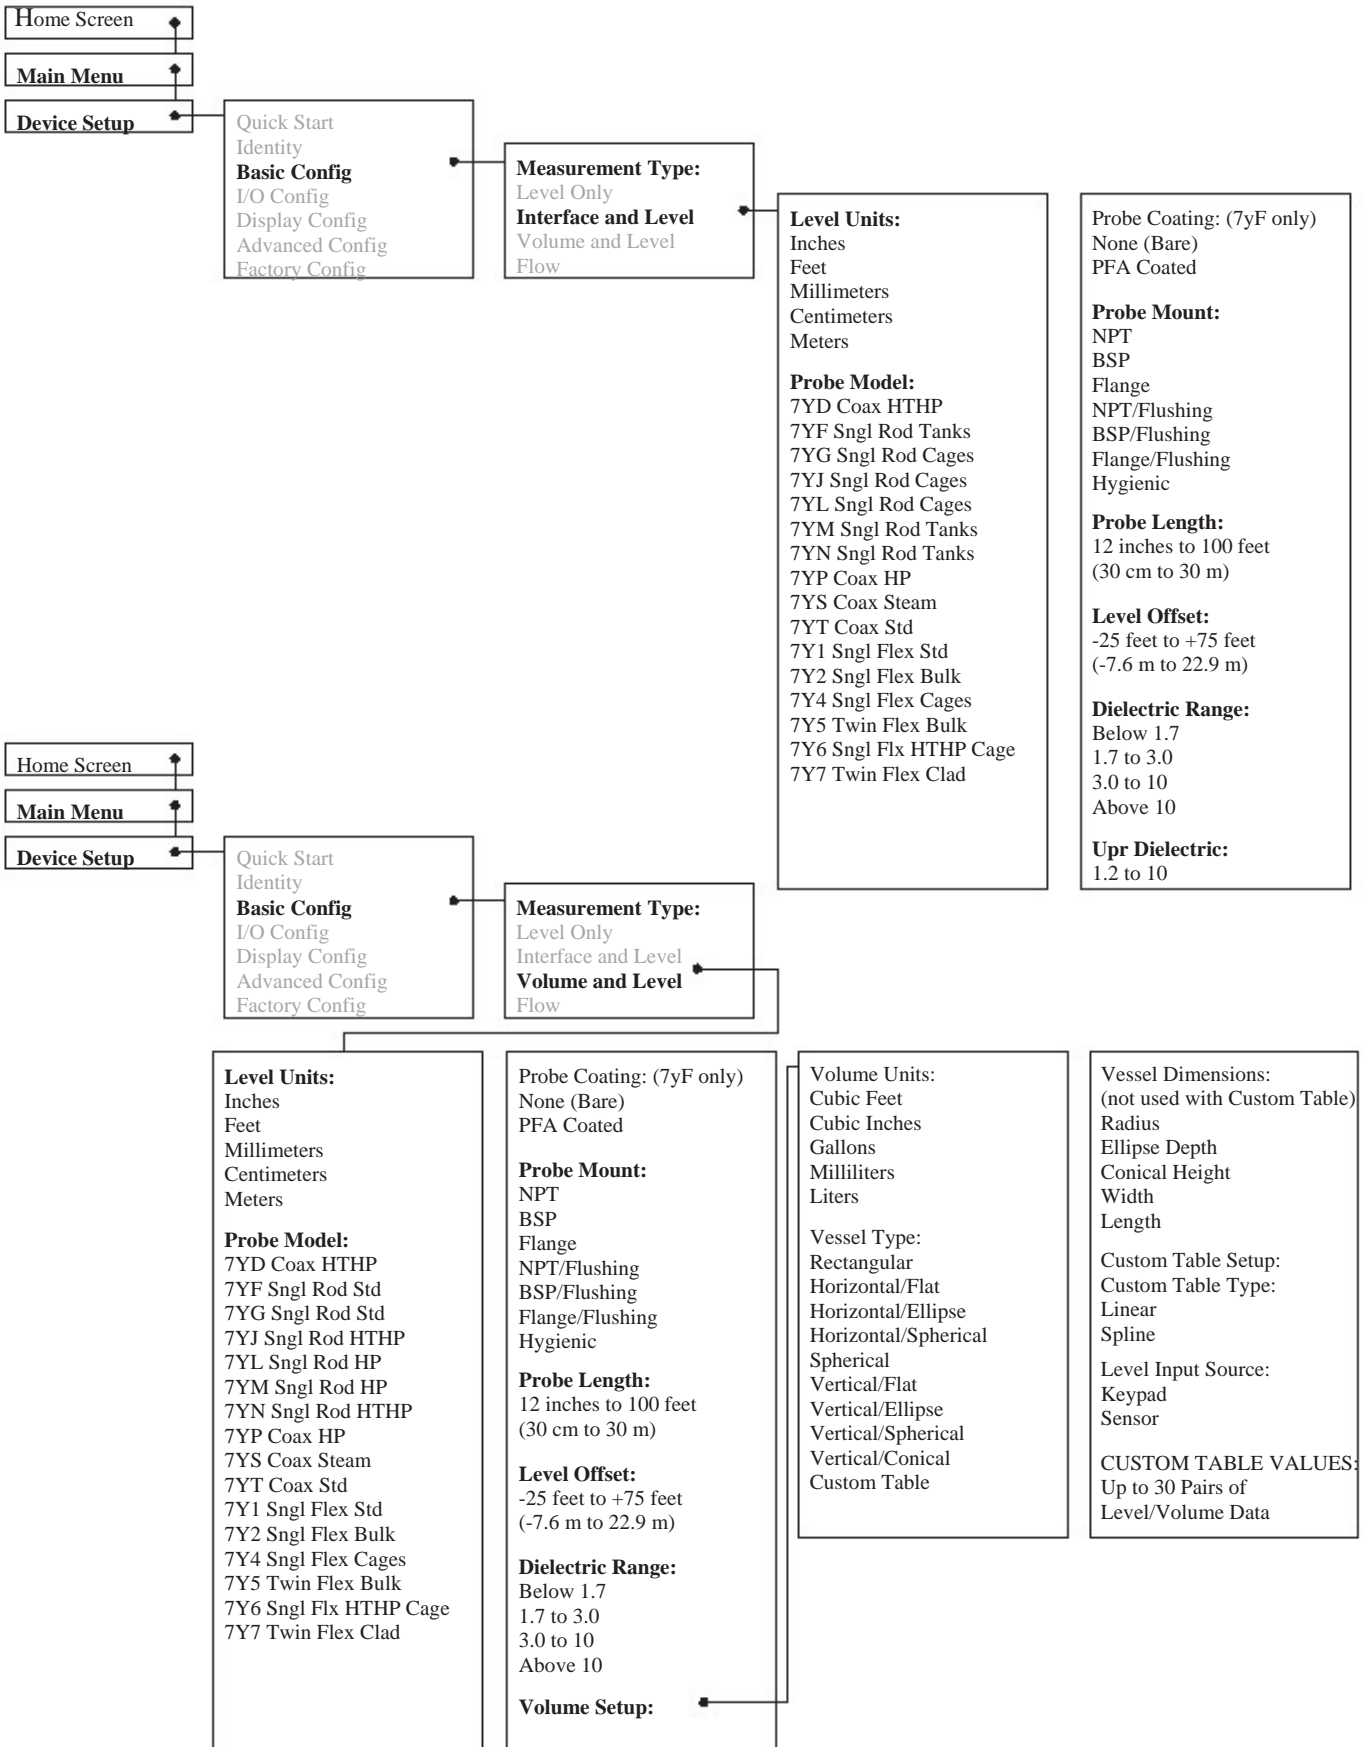 Home Screen
Main Menu
Device Setup
Quick Start
Identity
Basic Config
I/O Config
Display Config
Advanced Config
Factory Config
Measurement Type:
Level Only
Interface and Level
Volume and Level
Flow
Level Units:
Inches
Feet
Millimeters
Centimeters
Meters
Probe Model:
7YD Coax HTHP
7YF Sngl Rod Tanks
7YG Sngl Rod Cages
7YJ Sngl Rod Cages
7YL Sngl Rod Cages
7YM Sngl Rod Tanks
7YN Sngl Rod Tanks
7YP Coax HP
7YS Coax Steam
7YT Coax Std
7Y1 Sngl Flex Std
7Y2 Sngl Flex Bulk
7Y4 Sngl Flex Cages
7Y5 Twin Flex Bulk
7Y6 Sngl Flx HTHP Cage
7Y7 Twin Flex Clad
Probe Coating: (7yF only)
None (Bare)
PFA Coated
Probe Mount:
NPT
BSP
Flange
NPT/Flushing
BSP/Flushing
Flange/Flushing
Hygienic
Probe Length:
12 inches to 100 feet
(30 cm to 30 m)
Level Offset:
-25 feet to +75 feet
(-7.6 m to 22.9 m)
Dielectric Range:
Below 1.7
1.7 to 3.0
3.0 to 10
Above 10
Upr Dielectric:
1.2 to 10
Home Screen
Main Menu
Device Setup
Quick Start
Identity
Basic Config
I/O Config
Display Config
Advanced Config
Factory Config
Measurement Type:
Level Only
Interface and Level
Volume and Level
Flow
Level Units:
Inches
Feet
Millimeters
Centimeters
Meters
Probe Model:
7YD Coax HTHP
7YF Sngl Rod Std
7YG Sngl Rod Std
7YJ Sngl Rod HTHP
7YL Sngl Rod HP
7YM Sngl Rod HP
7YN Sngl Rod HTHP
7YP Coax HP
7YS Coax Steam
7YT Coax Std
7Y1 Sngl Flex Std
7Y2 Sngl Flex Bulk
7Y4 Sngl Flex Cages
7Y5 Twin Flex Bulk
7Y6 Sngl Flx HTHP Cage
7Y7 Twin Flex Clad
Probe Coating: (7yF only)
None (Bare)
PFA Coated
Probe Mount:
NPT
BSP
Flange
NPT/Flushing
BSP/Flushing
Flange/Flushing
Hygienic
Probe Length:
12 inches to 100 feet
(30 cm to 30 m)
Level Offset:
-25 feet to +75 feet
(-7.6 m to 22.9 m)
Dielectric Range:
Below 1.7
1.7 to 3.0
3.0 to 10
Above 10
Volume Setup:
Volume Units:
Cubic Feet
Cubic Inches
Gallons
Milliliters
Liters
Vessel Type:
Rectangular
Horizontal/Flat
Horizontal/Ellipse
Horizontal/Spherical
Spherical
Vertical/Flat
Vertical/Ellipse
Vertical/Spherical
Vertical/Conical
Custom Table
Vessel Dimensions:
(not used with Custom Table)
Radius
Ellipse Depth
Conical Height
Width
Length
Custom Table Setup:
Custom Table Type:
Linear
Spline
Level Input Source:
Keypad
Sensor
CUSTOM TABLE VALUES:
Up to 30 Pairs of
Level/Volume Data